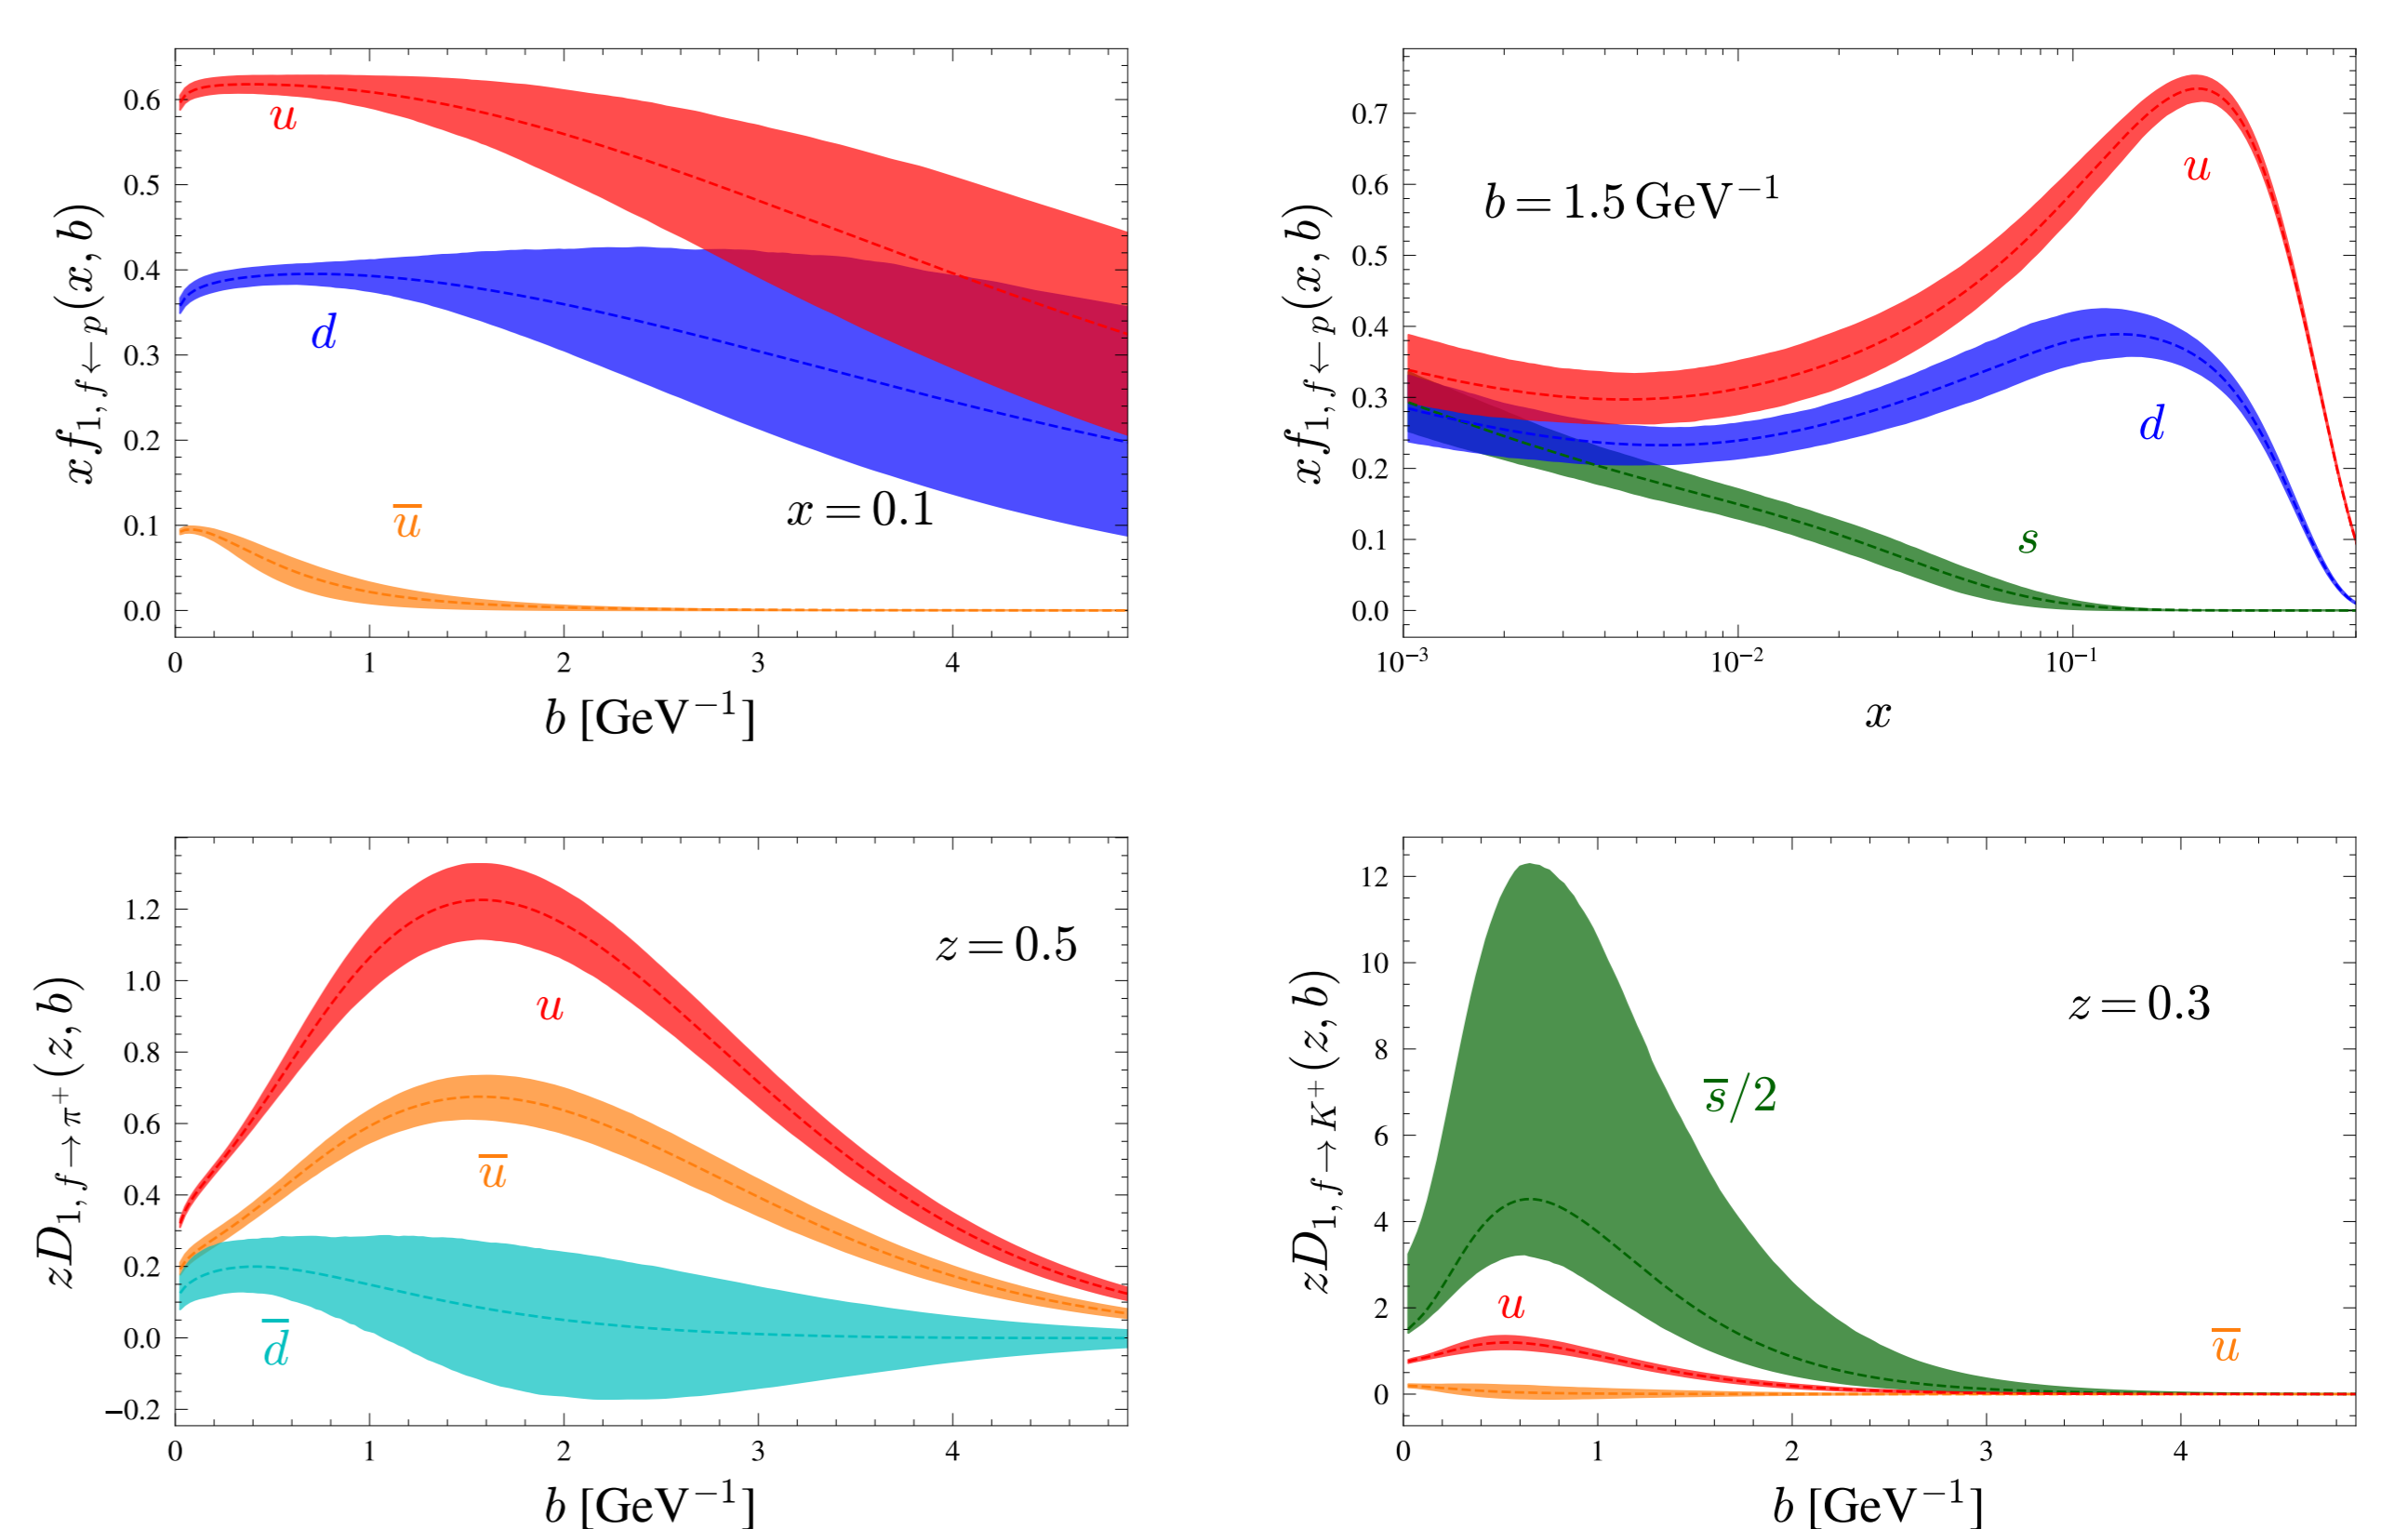 xf₁,f←p(x, b)
0.6
0.5
0.4
0.3
0.2
0.1
0.0
u
d
u̅
x = 0.1
0 1 2 3 4
b [GeV⁻¹]
xf₁,f←p(x, b)
0.7
0.6
0.5
0.4
0.3
0.2
0.1
0.0
b = 1.5 GeV⁻¹
u
d
s
10⁻³ 10⁻² 10⁻¹
x
zD₁,f→π⁺(z, b)
1.2
1.0
0.8
0.6
0.4
0.2
0.0
−0.2
z = 0.5
u
u̅
d̅
0 1 2 3 4
b [GeV⁻¹]
zD₁,f→K⁺(z, b)
12
10
8
6
4
2
0
z = 0.3
s̅/2
u
u̅
0 1 2 3 4
b [GeV⁻¹]